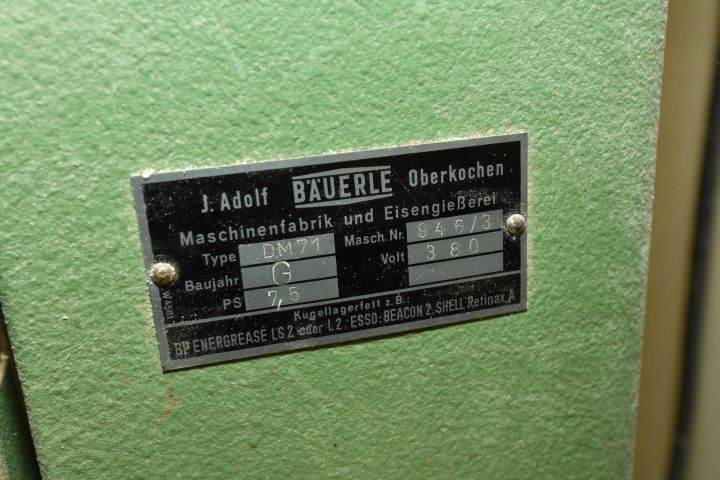 J. Adolf BÄUERLE Oberkochen
Maschinenfabrik und Eisengießerei
Type DM71 Masch. Nr. 946/3
Baujahr G Volt 380
PS 7,5
Kugellagerfett z.B.:
BP ENERGREASE LS 2 oder L 2; ESSO: BEACON 2, SHELL Retinax A